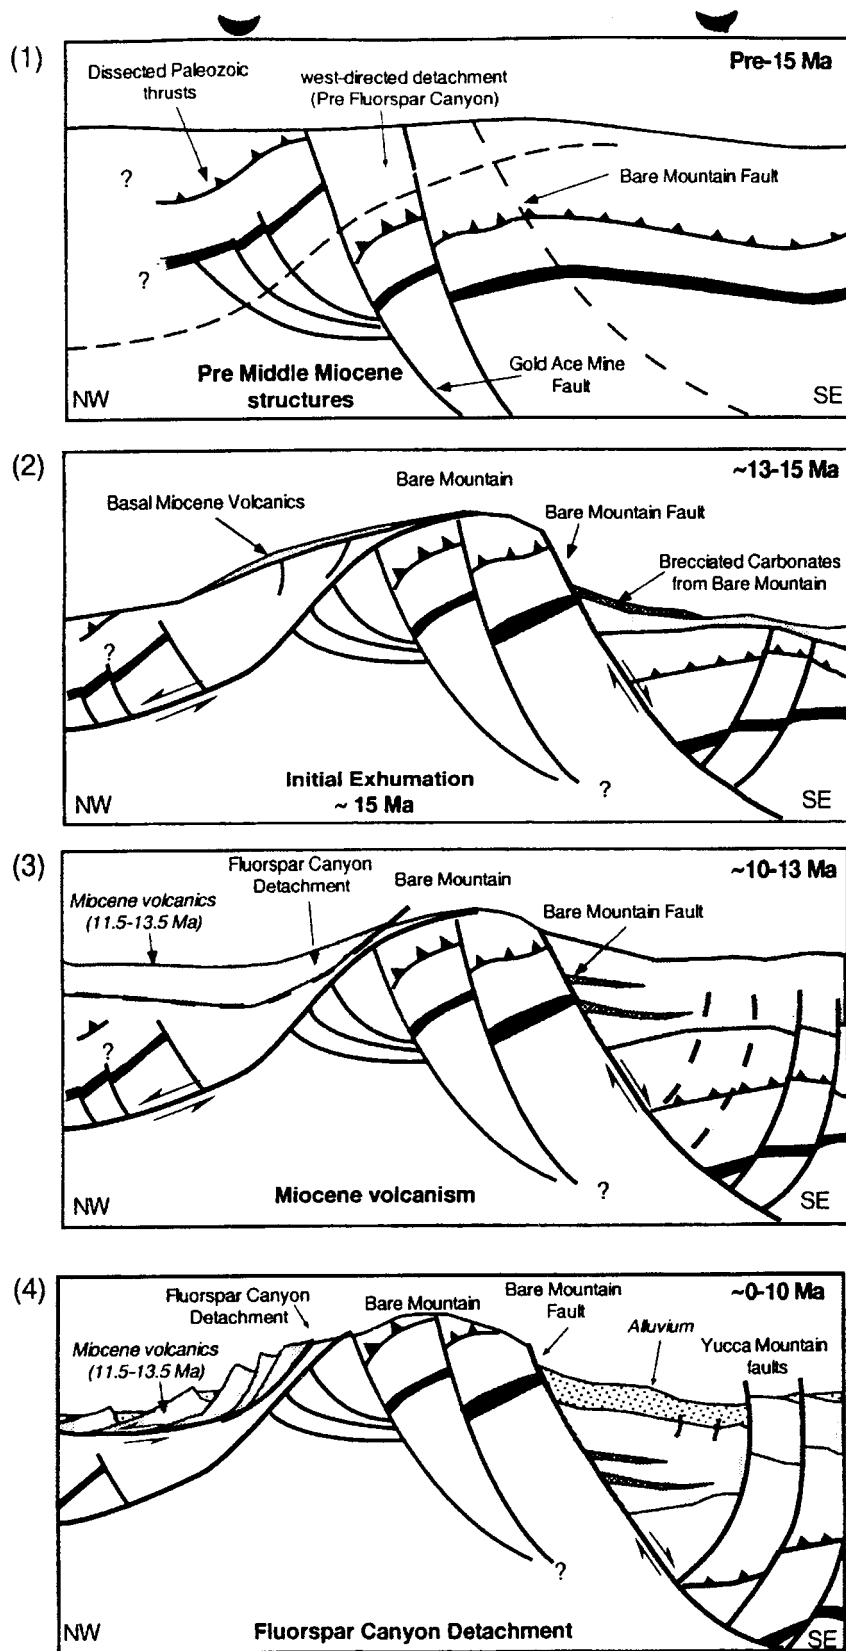 (1)
Pre-15 Ma
Dissected Paleozoic
thrusts
west-directed detachment
(Pre Fluorspar Canyon)
?
Bare Mountain Fault
?
Gold Ace Mine
Fault
Pre Middle Miocene
structures
NW
SE
(2)
~13-15 Ma
Bare Mountain
Basal Miocene Volcanics
Bare Mountain Fault
Brecciated Carbonates
from Bare Mountain
?
Initial Exhumation
~ 15 Ma
?
NW
SE
(3)
~10-13 Ma
Fluorspar Canyon
Detachment
Bare Mountain
Miocene volcanics
(11.5-13.5 Ma)
Bare Mountain Fault
?
Miocene volcanism
?
NW
SE
(4)
~0-10 Ma
Fluorspar Canyon
Detachment
Bare Mountain
Bare Mountain
Fault
Alluvium
Miocene volcanics
(11.5-13.5 Ma)
Yucca Mountain
faults
?
NW
Fluorspar Canyon Detachment
SE